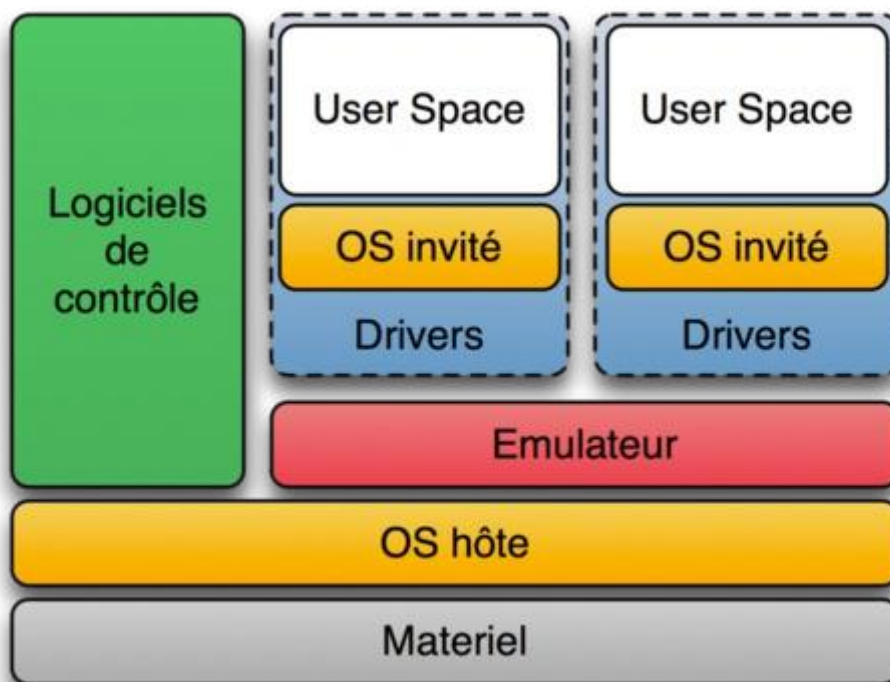 Logiciels
de
contrôle
User Space
OS invité
Drivers
User Space
OS invité
Drivers
Emulateur
OS hôte
Materiel